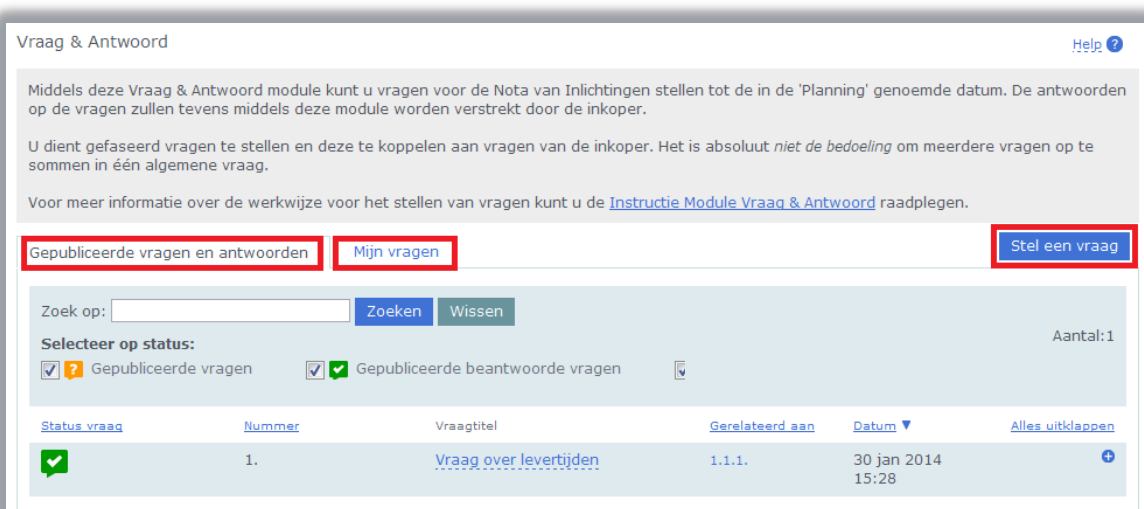 Vraag & Antwoord
Help ?
Middels deze Vraag & Antwoord module kunt u vragen voor de Nota van Inlichtingen stellen tot de in de 'Planning' genoemde datum. De antwoorden
op de vragen zullen tevens middels deze module worden verstrekt door de inkoper.
U dient gefaseerd vragen te stellen en deze te koppelen aan vragen van de inkoper. Het is absoluut niet de bedoeling om meerdere vragen op te
sommen in één algemene vraag.
Voor meer informatie over de werkwijze voor het stellen van vragen kunt u de Instructie Module Vraag & Antwoord raadplegen.
Gepubliceerde vragen en antwoorden Mijn vragen Stel een vraag
Zoek op: Zoeken Wissen
Aantal:1
Selecteer op status:
? Gepubliceerde vragen Gepubliceerde beantwoorde vragen
Status vraag Nummer Vraagtitel Gerelateerd aan Datum ▼ Alles uitklappen
1. Vraag over levertijden 1.1.1. 30 jan 2014
15:28